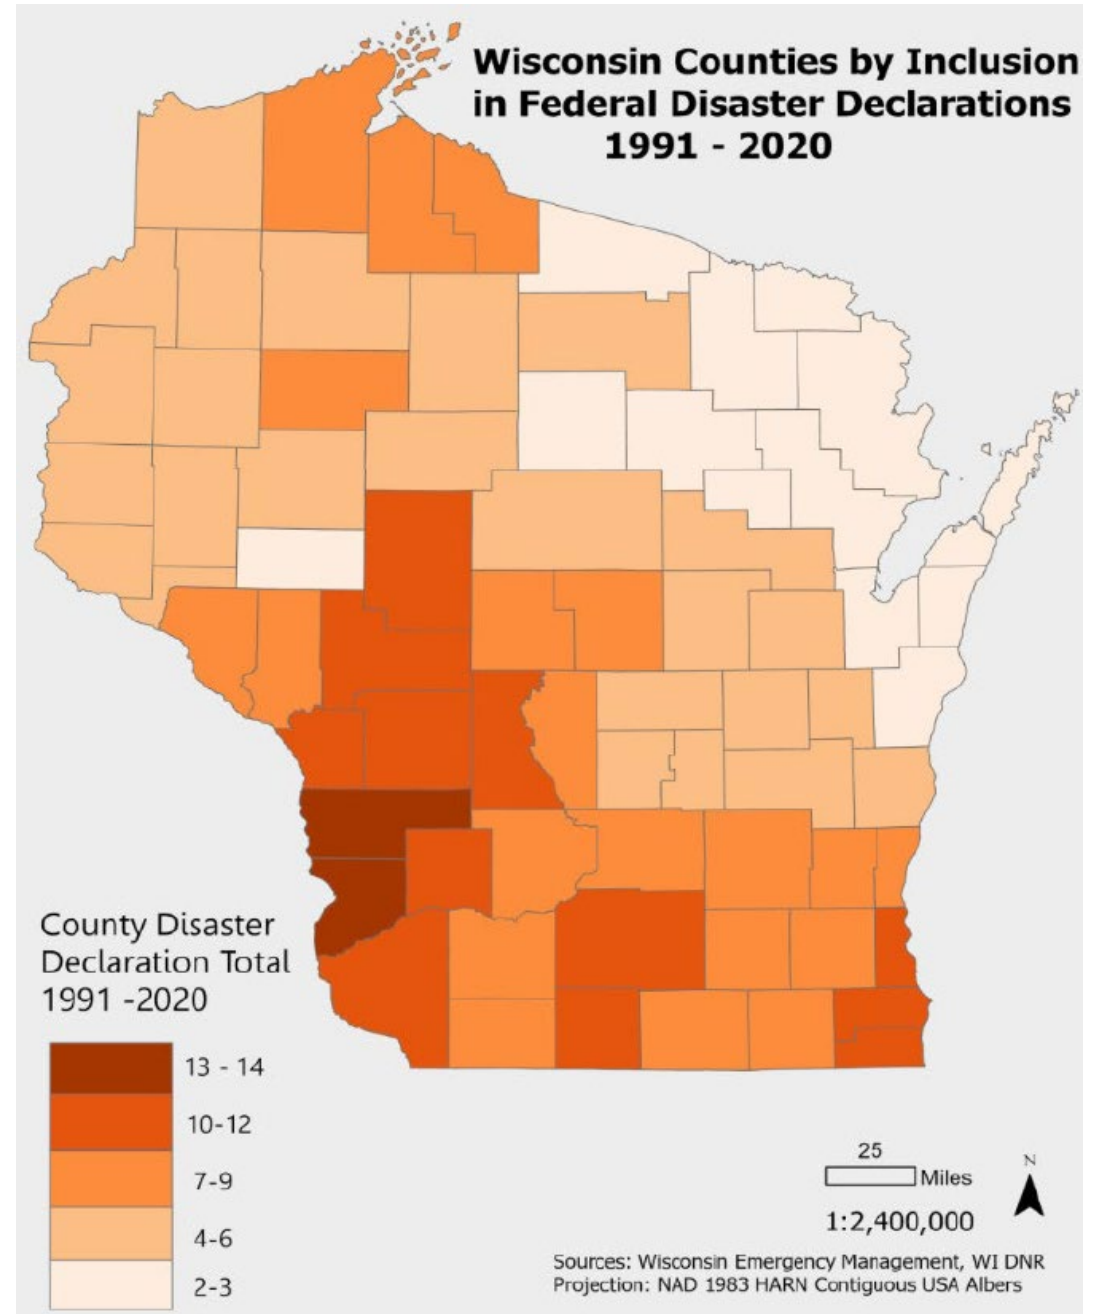 Wisconsin Counties by Inclusion
in Federal Disaster Declarations
1991 - 2020
County Disaster
Declaration Total
1991 -2020
13 - 14
10-12
7-9
4-6
2-3
25
Miles
N
1:2,400,000
Sources: Wisconsin Emergency Management, WI DNR
Projection: NAD 1983 HARN Contiguous USA Albers